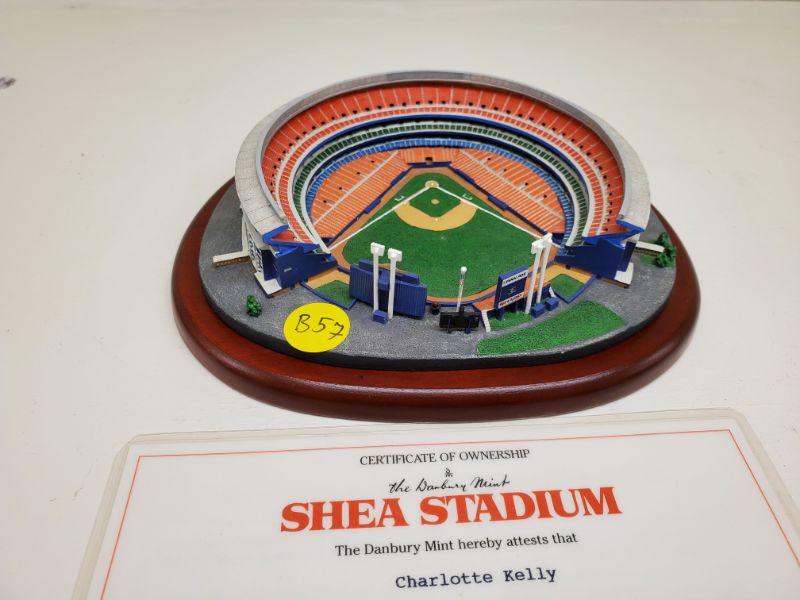 B57
CERTIFICATE OF OWNERSHIP
the Danbury Mint
SHEA STADIUM
The Danbury Mint hereby attests that
Charlotte Kelly